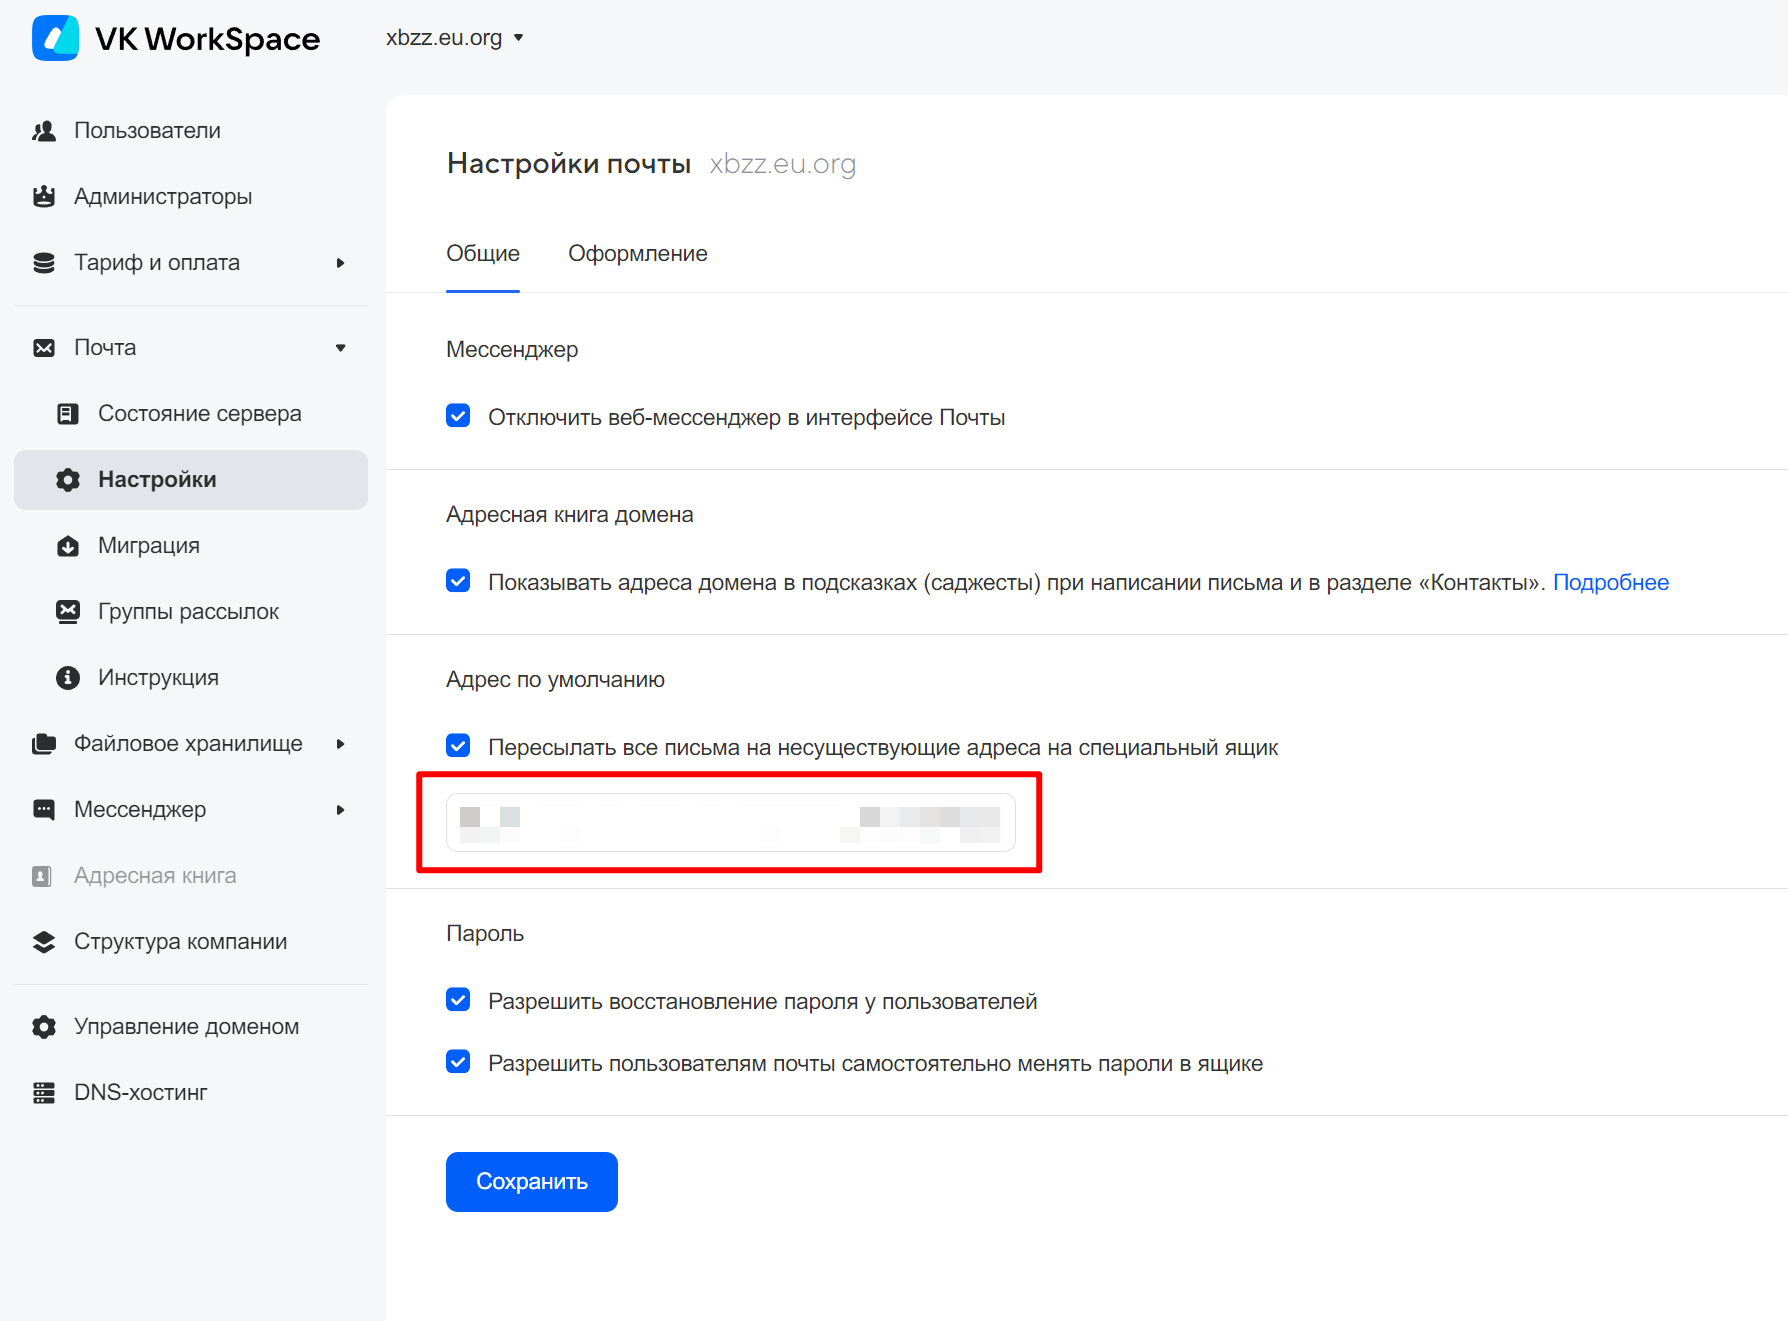 VK WorkSpace
xbzz.eu.org
Пользователи
Администраторы
Тариф и оплата
Почта
Состояние сервера
Настройки
Миграция
Группы рассылок
Инструкция
Файловое хранилище
Мессенджер
Адресная книга
Структура компании
Управление доменом
DNS-хостинг
Настройки почты xbzz.eu.org
Общие Оформление
Мессенджер
Отключить веб-мессенджер в интерфейсе Почты
Адресная книга домена
Показывать адреса домена в подсказках (саджесты) при написании письма и в разделе «Контакты». Подробнее
Адрес по умолчанию
Пересылать все письма на несуществующие адреса на специальный ящик
Пароль
Разрешить восстановление пароля у пользователей
Разрешить пользователям почты самостоятельно менять пароли в ящике
Сохранить